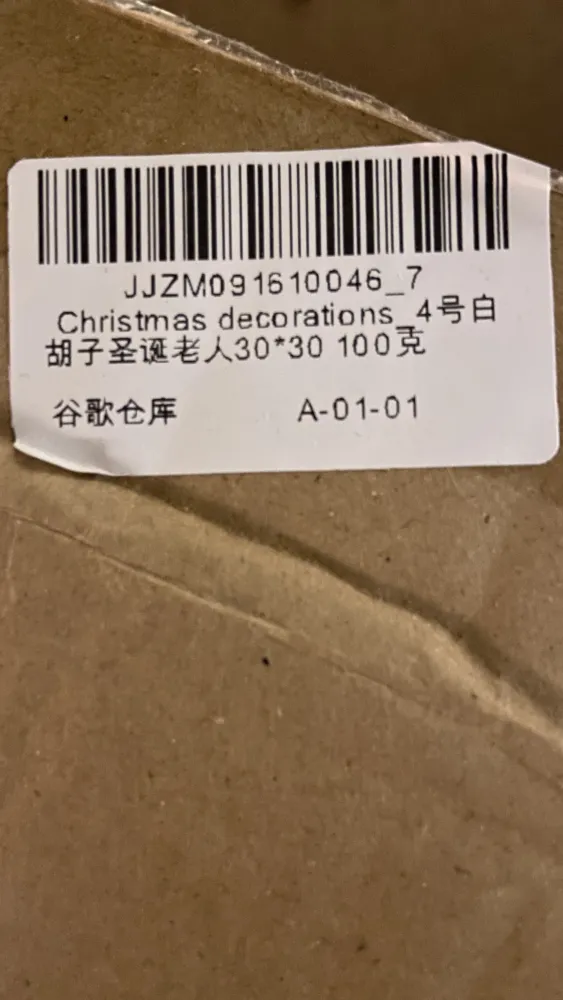 JJZM091610046_7
Christmas decorations_4号白
胡子圣诞老人30*30 100克
谷歌仓库 A-01-01